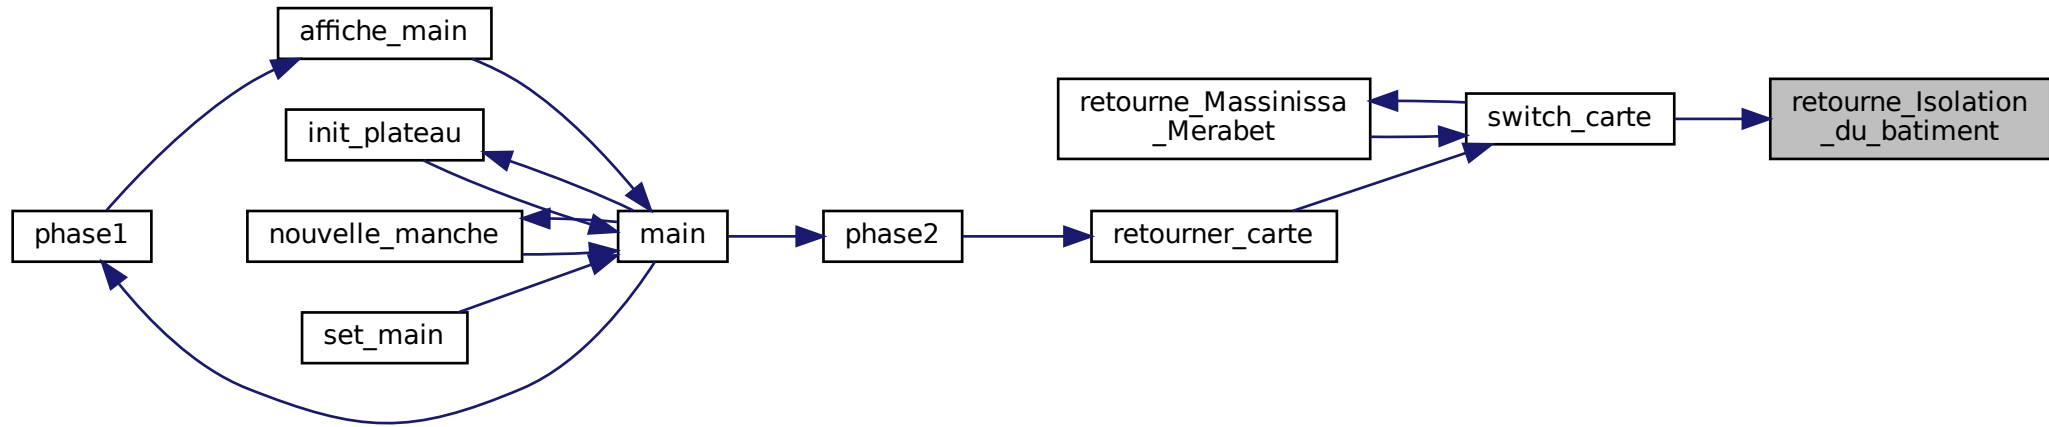 affiche_main
init_plateau
phase1
nouvelle_manche
set_main
main
phase2
retourne_Massinissa
_Merabet
retourner_carte
switch_carte
retourne_Isolation
_du_batiment